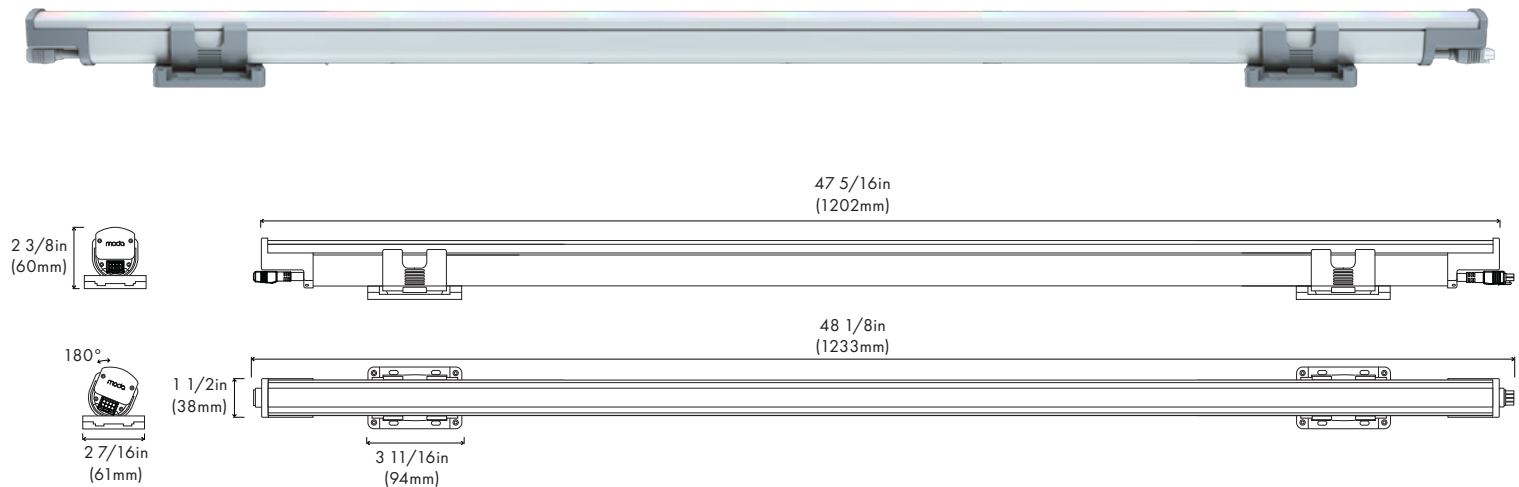 47 5/16in
(1202mm)
2 3/8in
(60mm)
moda
48 1/8in
(1233mm)
180°
moda
1 1/2in
(38mm)
2 7/16in
(61mm)
3 11/16in
(94mm)